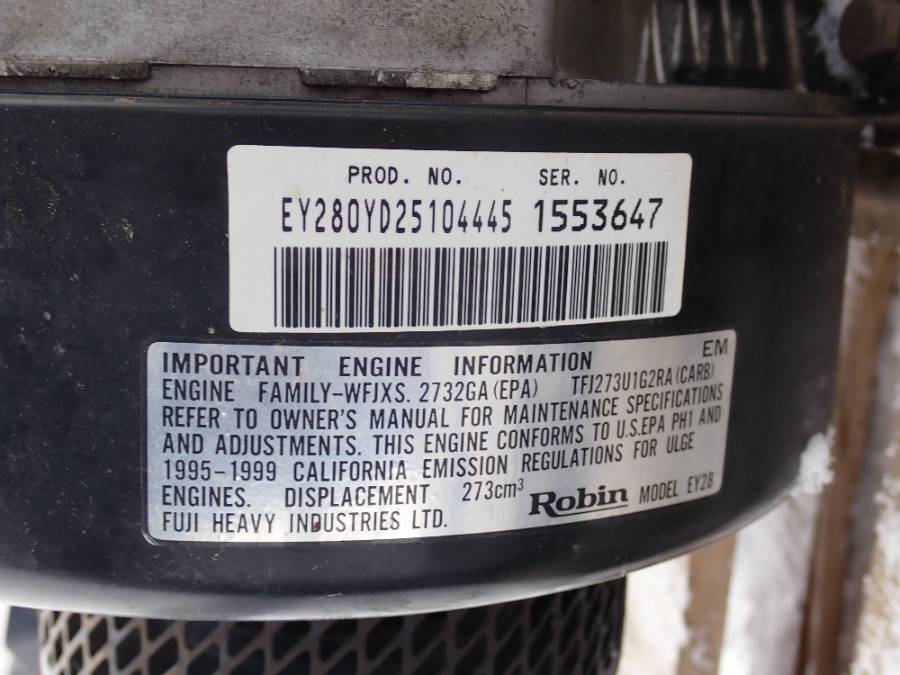 PROD. NO. SER. NO.
EY280YD25104445 1553647
IMPORTANT ENGINE INFORMATION EM
ENGINE FAMILY-WFJXS. 2732GA (EPA) TFJ273U1G2RA (CARB)
REFER TO OWNER'S MANUAL FOR MAINTENANCE SPECIFICATIONS
AND ADJUSTMENTS. THIS ENGINE CONFORMS TO U.S.EPA PH1 AND
1995-1999 CALIFORNIA EMISSION REGULATIONS FOR ULGE
ENGINES. DISPLACEMENT 273cm³ Robin MODEL EY28
FUJI HEAVY INDUSTRIES LTD.